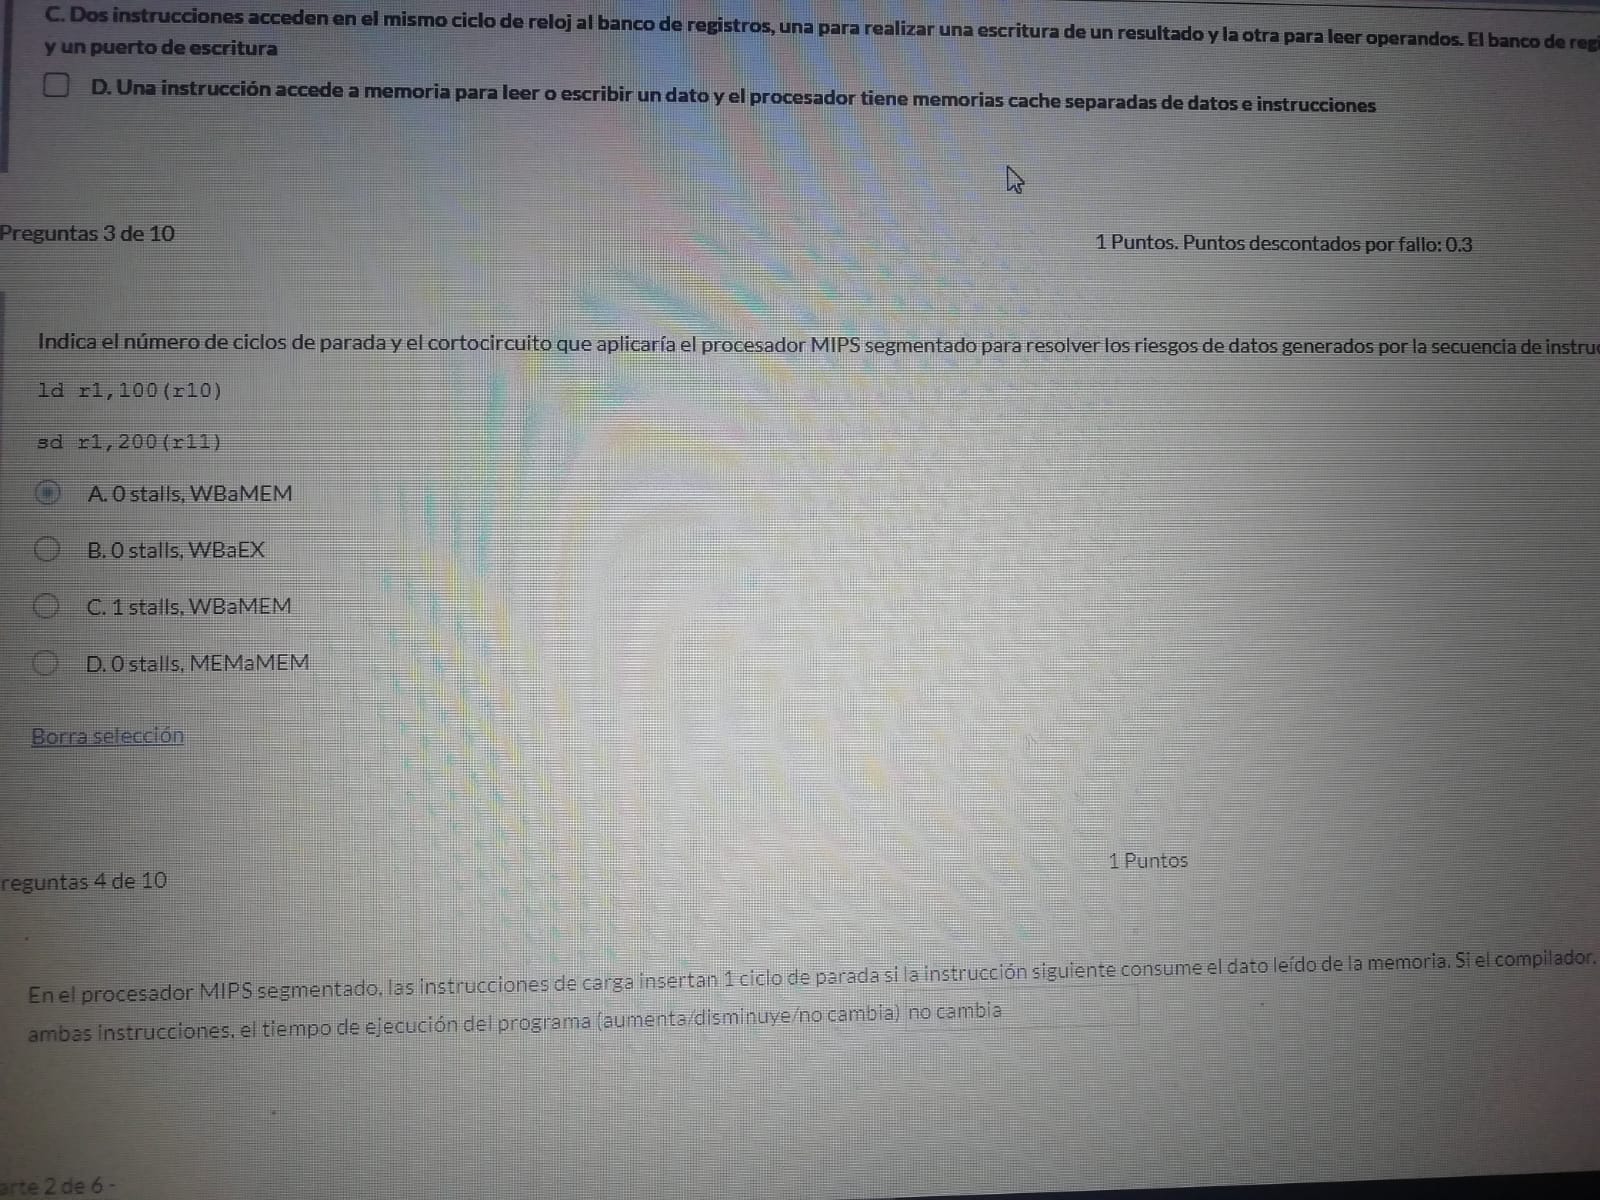 C. Dos instrucciones acceden en el mismo ciclo de reloj al banco de registros, una para realizar una escritura de un resultado y la otra para leer operandos. El banco de regi
y un puerto de escritura
D. Una instrucción accede a memoria para leer o escribir un dato y el procesador tiene memorias cache separadas de datos e instrucciones
Preguntas 3 de 10
1 Puntos. Puntos descontados por fallo: 0.3
Indica el número de ciclos de parada y el cortocircuito que aplicaría el procesador MIPS segmentado para resolver los riesgos de datos generados por la secuencia de instruc
ld r1,100(r10)
sd r1,200(r11)
A. 0 stalls, WBaMEM
B. 0 stalls, WBaEX
C. 1 stalls, WBaMEM
D. 0 stalls, MEMaMEM
Borra selección
reguntas 4 de 10
1 Puntos
En el procesador MIPS segmentado, las instrucciones de carga insertan 1 ciclo de parada si la instrucción siguiente consume el dato leído de la memoria. Si el compilador,
ambas instrucciones, el tiempo de ejecución del programa (aumenta/disminuye/no cambia) no cambia
arte 2 de 6 -